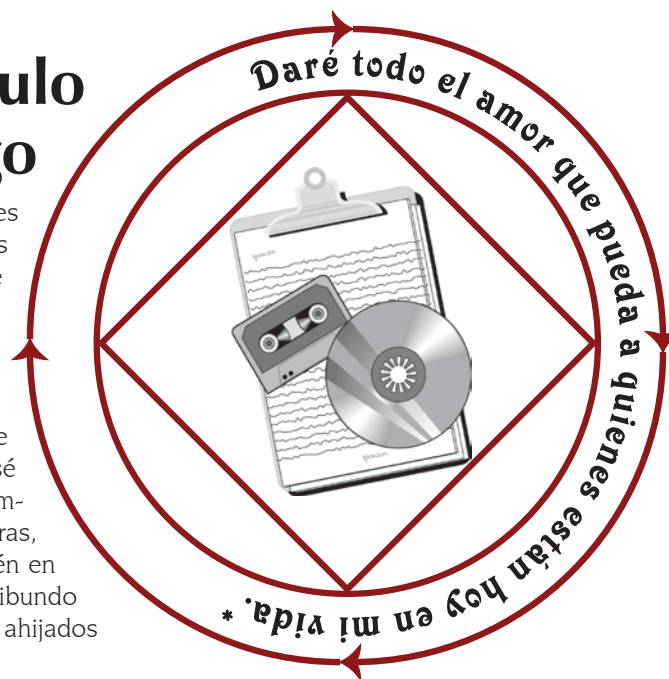 ulo
go
es
s
e
e
sé
m-
ras,
én en
ibundo
ahijados
Daré todo el amor que pueda a quienes están hoy en mi vida. *